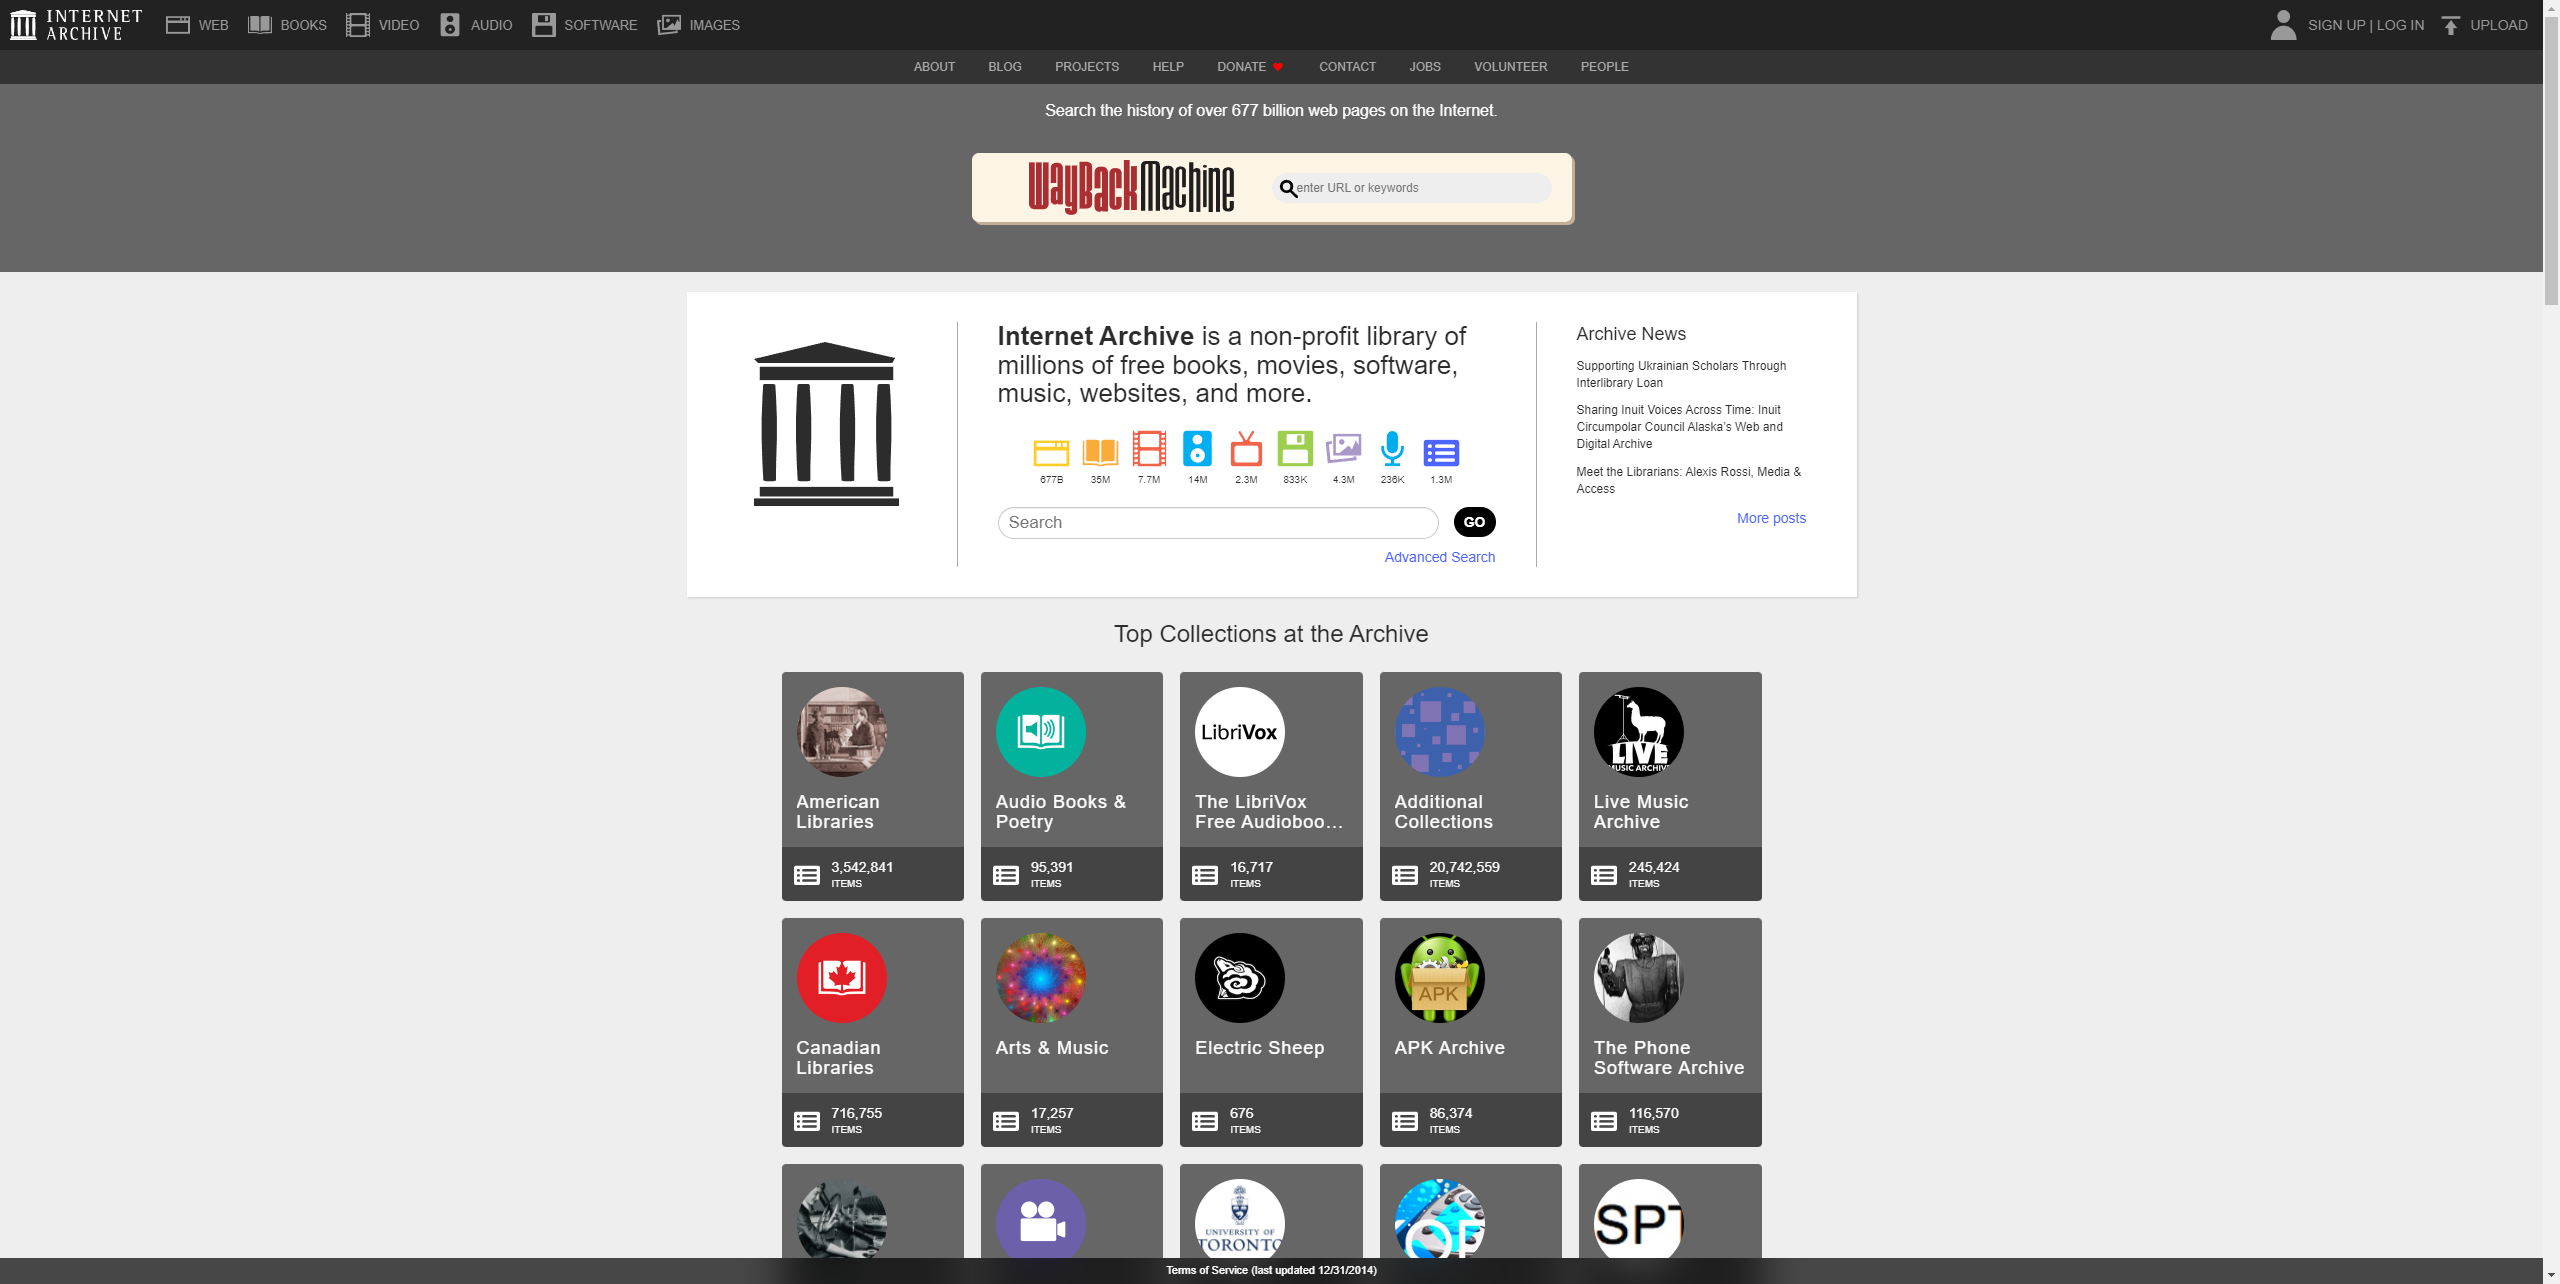 INTERNET
ARCHIVE
WEB
BOOKS
VIDEO
AUDIO
SOFTWARE
IMAGES
SIGN UP | LOG IN
UPLOAD
ABOUT
BLOG
PROJECTS
HELP
DONATE
CONTACT
JOBS
VOLUNTEER
PEOPLE
Search the history of over 677 billion web pages on the Internet.
WayBackMachine
enter URL or keywords
Internet Archive is a non-profit library of
millions of free books, movies, software,
music, websites, and more.
677B
35M
7.7M
14M
2.3M
833K
4.3M
236K
1.3M
Search
GO
Advanced Search
Archive News
Supporting Ukrainian Scholars Through
Interlibrary Loan
Sharing Inuit Voices Across Time: Inuit
Circumpolar Council Alaska’s Web and
Digital Archive
Meet the Librarians: Alexis Rossi, Media &
Access
More posts
Top Collections at the Archive
American
Libraries
3,542,841
ITEMS
Audio Books &
Poetry
95,391
ITEMS
LibriVox
The LibriVox
Free Audioboo…
16,717
ITEMS
Additional
Collections
20,742,559
ITEMS
LIVE
MUSIC ARCHIVE
Live Music
Archive
245,424
ITEMS
Canadian
Libraries
716,755
ITEMS
Arts & Music
17,257
ITEMS
Electric Sheep
676
ITEMS
APK
APK Archive
86,374
ITEMS
The Phone
Software Archive
116,570
ITEMS
UNIVERSITY OF
TORONTO
SPT
Terms of Service (last updated 12/31/2014)